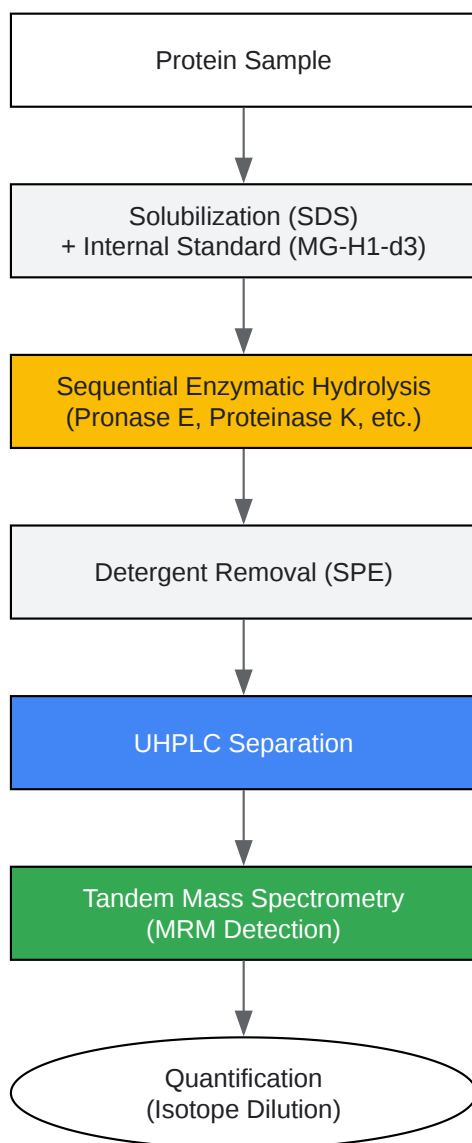 Protein Sample
Solubilization (SDS)
+ Internal Standard (MG-H1-d3)
Sequential Enzymatic Hydrolysis
(Pronase E, Proteinase K, etc.)
Detergent Removal (SPE)
UHPLC Separation
Tandem Mass Spectrometry
(MRM Detection)
Quantification
(Isotope Dilution)